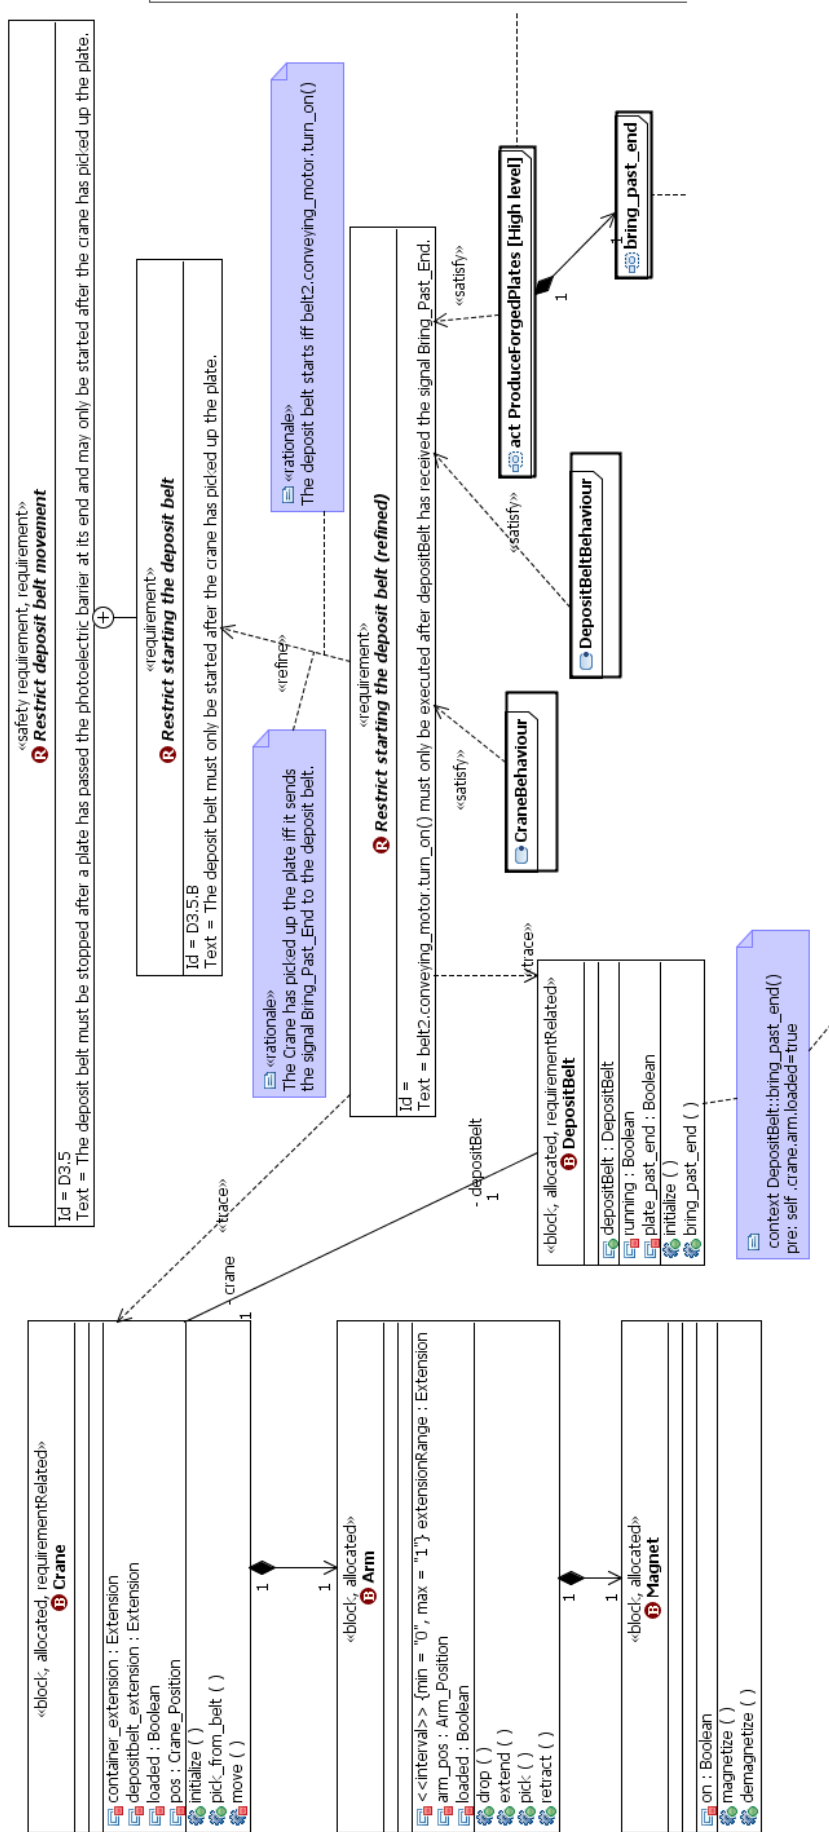 «safety requirement, requirement»
Restrict deposit belt movement
Id = D3.5
Text = The deposit belt must be stopped after a plate has passed the photoelectric barrier at its end and may only be started after the crane has picked up the plate.
«requirement»
Restrict starting the deposit belt
Id = D3.5.B
Text = The deposit belt must only be started after the crane has picked up the plate.
«refine»
«rationale»
The Crane has picked up the plate iff it sends
the signal Bring_Past_End to the deposit belt.
«rationale»
The deposit belt starts iff belt2.conveying_motor.turn_on()
«requirement»
Restrict starting the deposit belt (refined)
Id =
Text = belt2.conveying_motor.turn_on() must only be executed after depositBelt has received the signal Bring_Past_End.
«trace»
«trace»
«satisfy»
«satisfy»
«satisfy»
CraneBehaviour
DepositBeltBehaviour
act ProduceForgedPlates [High level]
1
1
bring_past_end
«block, allocated, requirementRelated»
Crane
container_extension : Extension
depositbelt_extension : Extension
loaded : Boolean
pos : Crane_Position
initialize ( )
pick_from_belt ( )
move ( )
- crane
1
- depositBelt
1
1
1
«block, allocated»
Arm
<<interval>> {min = "0", max = "1"} extensionRange : Extension
arm_pos : Arm_Position
loaded : Boolean
drop ( )
extend ( )
pick ( )
retract ( )
1
1
«block, allocated»
Magnet
on : Boolean
magnetize ( )
demagnetize ( )
«block, allocated, requirementRelated»
DepositBelt
depositBelt : DepositBelt
running : Boolean
plate_past_end : Boolean
initialize ( )
bring_past_end ( )
context DepositBelt::bring_past_end()
pre: self .crane.arm.loaded=true